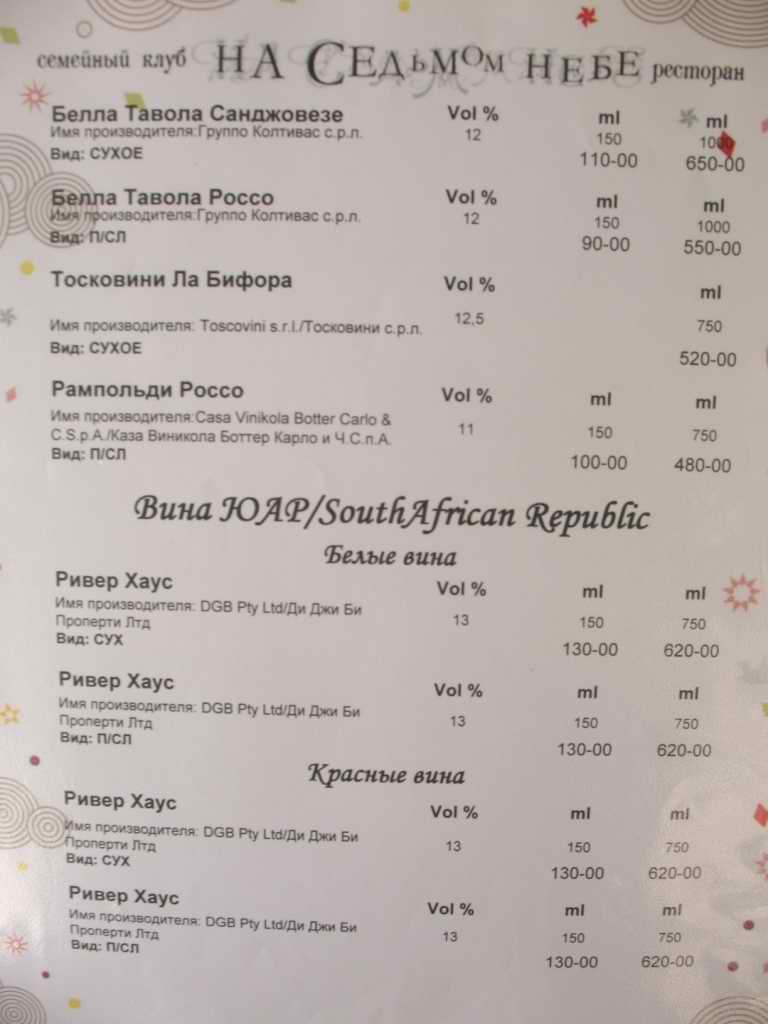 семейный клуб НА СЕДЬМОМ НЕБЕ ресторан
Белла Тавола Санджовезе Vol % ml ml
Имя производителя:Группо Колтивас с.р.л. 12 150 1000
Вид: СУХОЕ 110-00 650-00
Белла Тавола Россо Vol % ml ml
Имя производителя:Группо Колтивас с.р.л. 12 150 1000
Вид: П/СЛ 90-00 550-00
Тосковини Ла Бифора Vol % ml
Имя производителя: Toscovini s.r.l./Тосковини с.р.л. 12,5 750
Вид: СУХОЕ 520-00
Рампольди Россо Vol % ml ml
Имя производителя:Casa Vinikola Botter Carlo &
C.S.p.A./Каза Виникола Боттер Карло и Ч.С.п.А. 11 150 750
Вид: П/СЛ 100-00 480-00
Вина ЮАР/SouthAfrican Republic
Белые вина
Ривер Хаус Vol % ml ml
Имя производителя: DGB Pty Ltd/Ди Джи Би
Проперти Лтд 13 150 750
Вид: СУХ 130-00 620-00
Ривер Хаус Vol % ml ml
Имя производителя: DGB Pty Ltd/Ди Джи Би
Проперти Лтд 13 150 750
Вид: П/СЛ 130-00 620-00
Красные вина
Ривер Хаус Vol % ml ml
Имя производителя: DGB Pty Ltd/Ди Джи Би
Проперти Лтд 13 150 750
Вид: СУХ 130-00 620-00
Ривер Хаус Vol % ml ml
Имя производителя: DGB Pty Ltd/Ди Джи Би
Проперти Лтд 13 150 750
Вид: П/СЛ 130-00 620-00